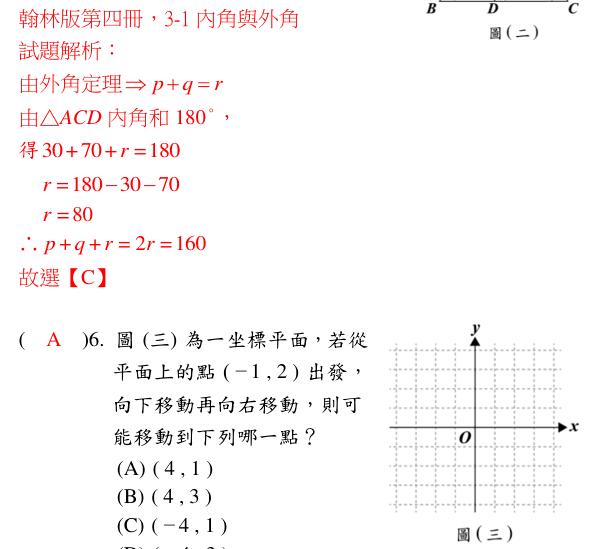 B D C
圖(二)
翰林版第四冊，3-1 內角與外角
試題解析：
由外角定理⇒ p+q=r
由△ACD 內角和 180°，
得 30+70+r=180
r=180−30−70
r=80
∴ p+q+r=2r=160
故選【C】
( A )6. 圖 (三) 為一坐標平面，若從
平面上的點 ( −1 , 2 ) 出發，
向下移動再向右移動，則可
能移動到下列哪一點？
(A) ( 4 , 1 )
(B) ( 4 , 3 )
(C) ( −4 , 1 )
y
x
O
圖(三)